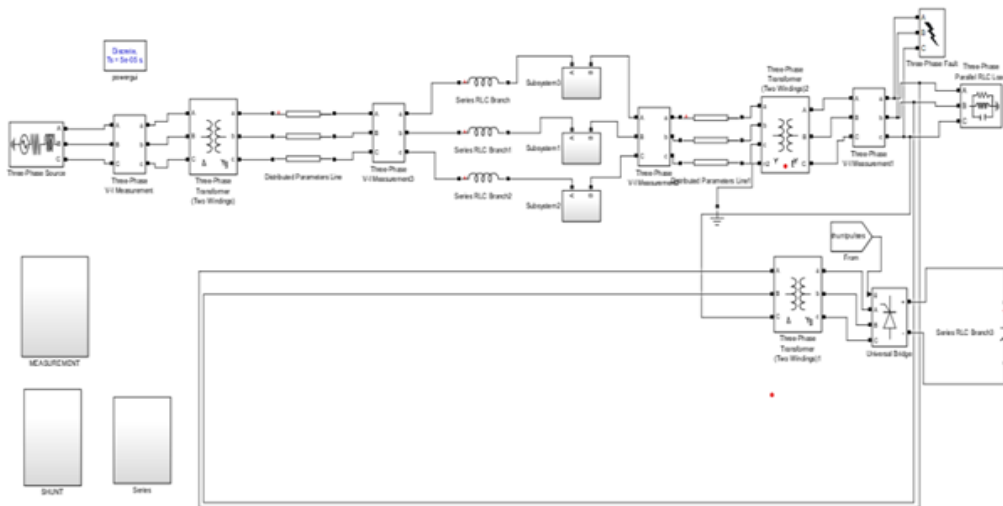 Discrete,
Ts = 5e-05 s.
powergui
Three-Phase Source
Three-Phase
V-I Measurement
Three-Phase
Transformer
(Two Windings)
Distributed Parameters Line
Three-Phase
V-I Measurement3
Series RLC Branch
Series RLC Branch1
Series RLC Branch2
Subsystem3
Subsystem1
Subsystem2
Three-Phase
Distributed Parameters Line1
Three-Phase
Transformer
(Two Windings)2
Three-Phase
V-I Measurement1
Three-Phase Fault
Three-Phase
Parallel RLC Load
From
Three-Phase
Transformer
(Two Windings)1
Universal Bridge
Series RLC Branch3
MEASUREMENT
SHUNT
Series